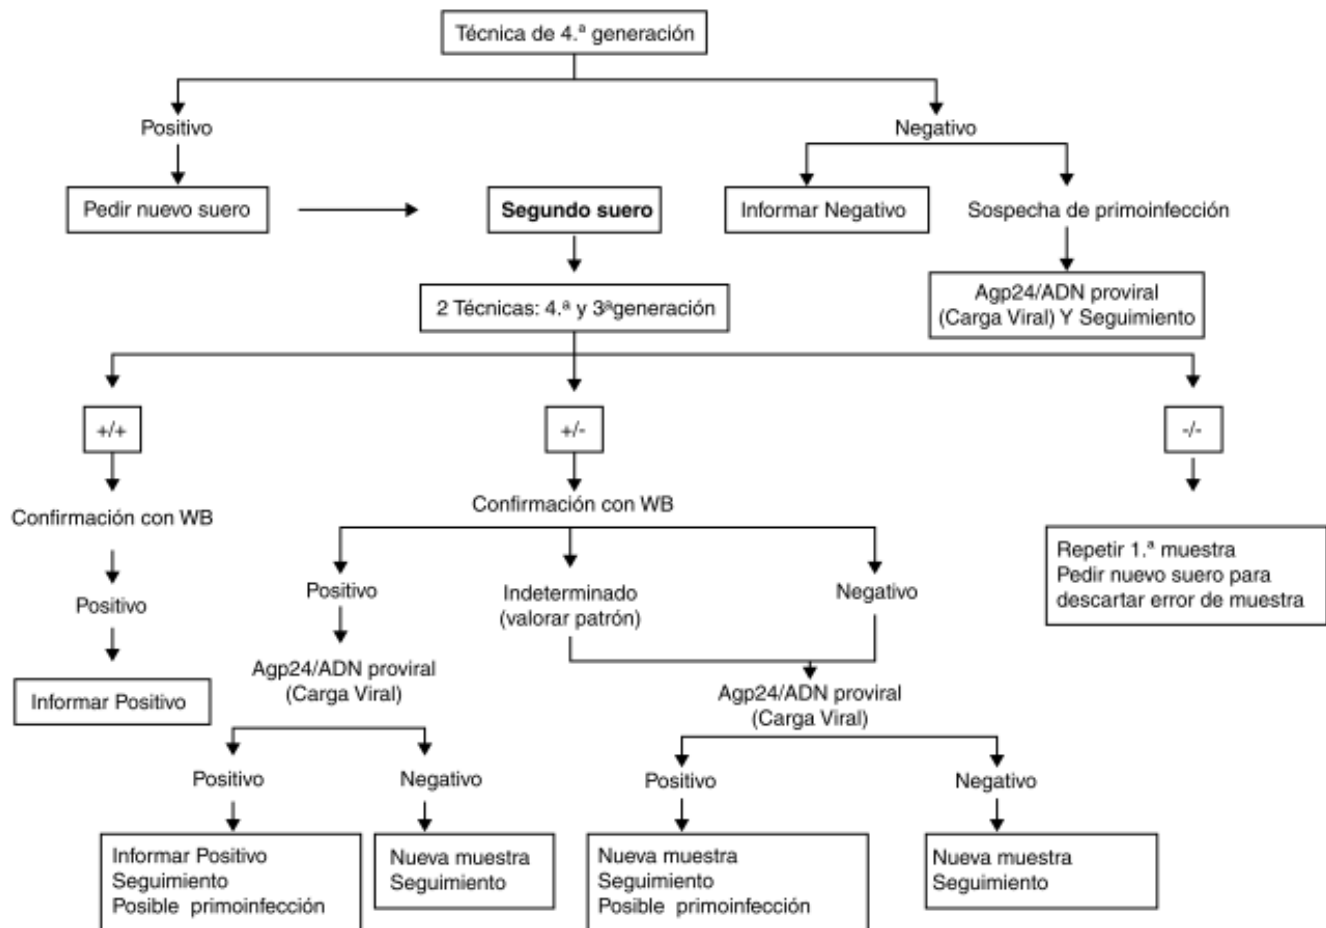 Técnica de 4.ª generación
Positivo
Negativo
Pedir nuevo suero
Segundo suero
Informar Negativo
Sospecha de primoinfección
2 Técnicas: 4.ª y 3ªgeneración
Agp24/ADN proviral
(Carga Viral) Y Seguimiento
+/+
+/-
-/-
Confirmación con WB
Confirmación con WB
Repetir 1.ª muestra
Pedir nuevo suero para
descartar error de muestra
Positivo
Positivo
Indeterminado
(valorar patrón)
Negativo
Informar Positivo
Agp24/ADN proviral
(Carga Viral)
Agp24/ADN proviral
(Carga Viral)
Positivo
Negativo
Positivo
Negativo
Informar Positivo
Seguimiento
Posible primoinfección
Nueva muestra
Seguimiento
Nueva muestra
Seguimiento
Posible primoinfección
Nueva muestra
Seguimiento